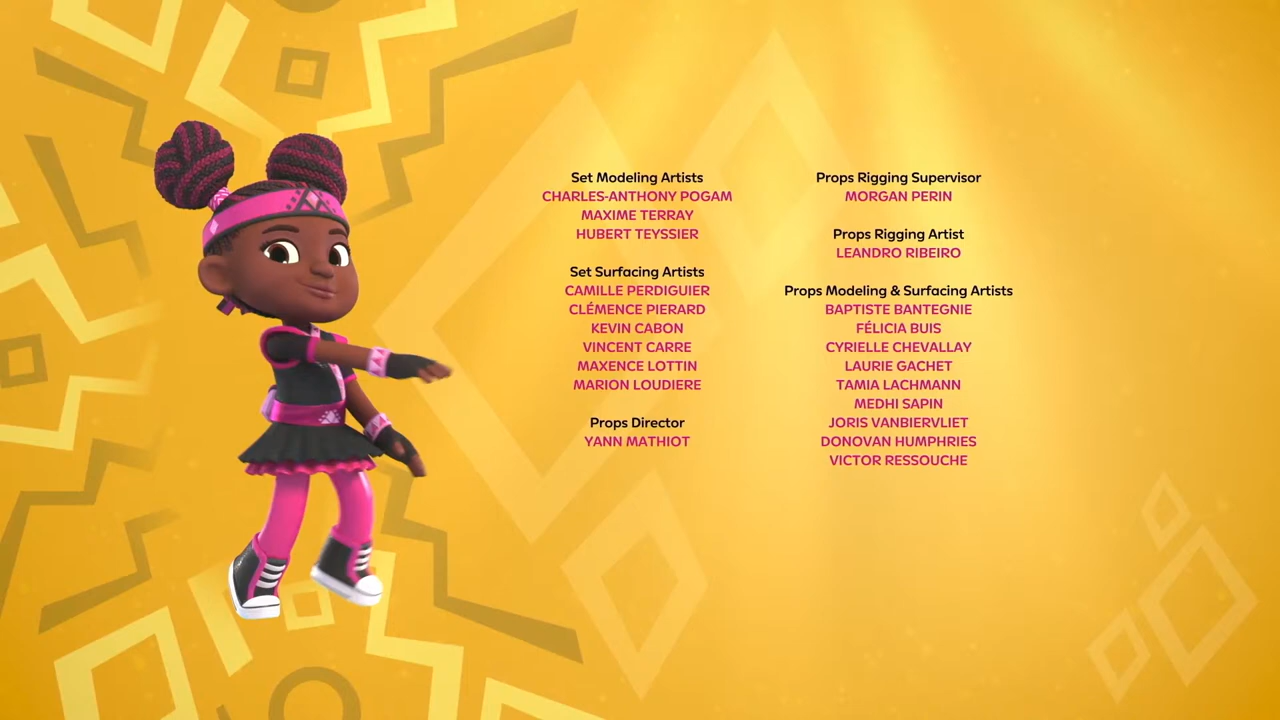 Set Modeling Artists
CHARLES-ANTHONY POGAM
MAXIME TERRAY
HUBERT TEYSSIER
Set Surfacing Artists
CAMILLE PERDIGUIER
CLÉMENCE PIERARD
KEVIN CABON
VINCENT CARRE
MAXENCE LOTTIN
MARION LOUDIERE
Props Director
YANN MATHIOT
Props Rigging Supervisor
MORGAN PERIN
Props Rigging Artist
LEANDRO RIBEIRO
Props Modeling & Surfacing Artists
BAPTISTE BANTEGNIE
FÉLICIA BUIS
CYRIELLE CHEVALLAY
LAURIE GACHET
TAMIA LACHMANN
MEDHI SAPIN
JORIS VANBIERVLIET
DONOVAN HUMPHRIES
VICTOR RESSOUCHE